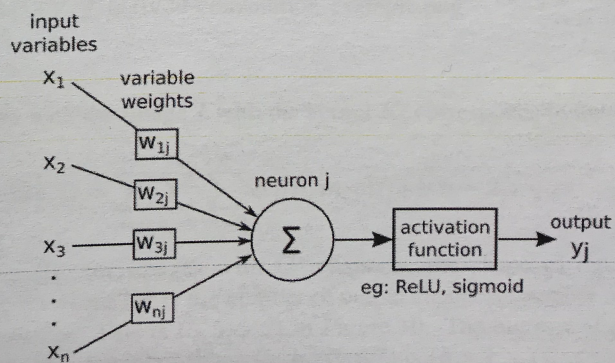 input
variables
x1
variable
weights
w1j
x2
w2j
neuron j
x3
w3j
Σ
activation
function
output
yj
eg: ReLU, sigmoid
wnj
xn